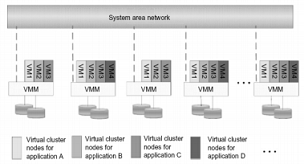 System area network
VM1 VM2 VM3
VM1 VM2 VM3 VM4
VM1 VM2 VM3
VM1 VM2 VM3 VM4
VM1 VM2 VM3 VM4
VMM VMM VMM VMM VMM
• • •
Virtual cluster nodes for application A
Virtual cluster nodes for application B
Virtual cluster nodes for application C
Virtual cluster nodes for application D
• • •